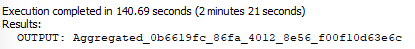 Execution completed in 140.69 seconds (2 minutes 21 seconds)
Results:
OUTPUT: Aggregated_0b6619fc_86fa_4012_8e56_f00f10d63e6c